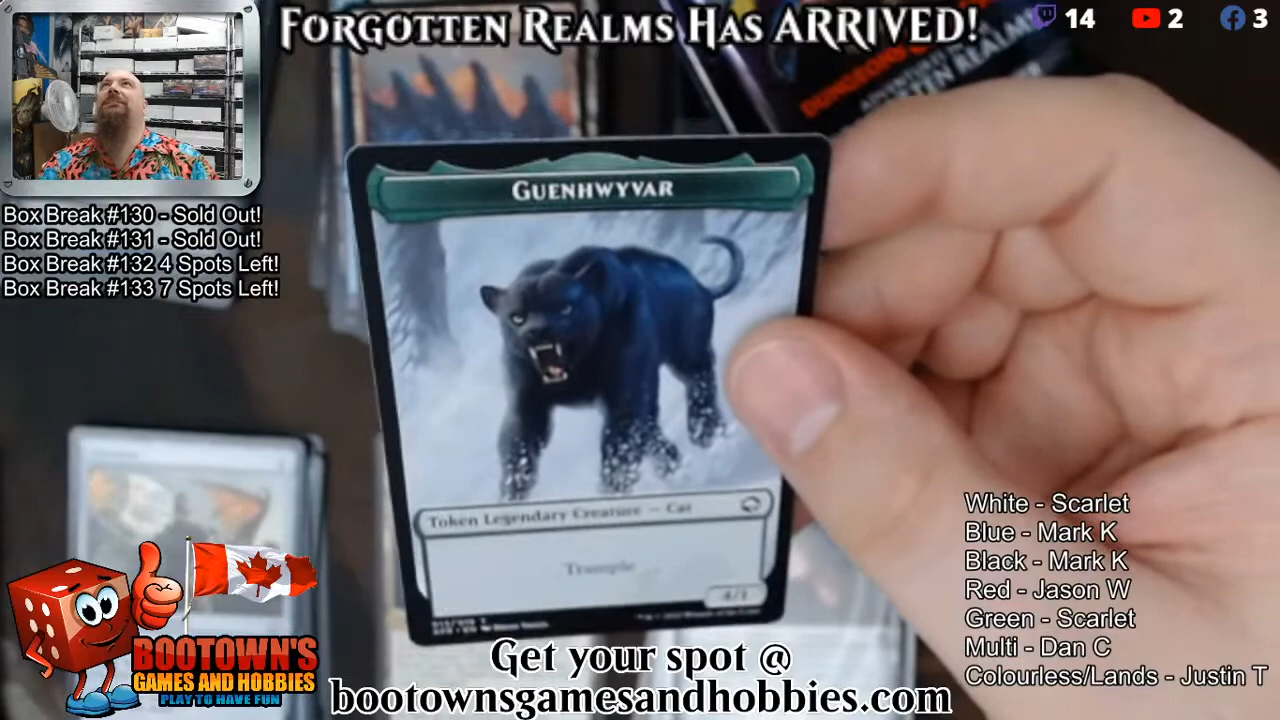 FORGOTTEN REALMS HAS ARRIVED!
14
2
3
DUNGEONS
REALMS
Box Break #130 - Sold Out!
Box Break #131 - Sold Out!
Box Break #132 4 Spots Left!
Box Break #133 7 Spots Left!
GUENHWYVAR
Token Legendary Creature — Cat
Trample
4/1
White - Scarlet
Blue - Mark K
Black - Mark K
Red - Jason W
Green - Scarlet
Multi - Dan C
Colourless/Lands - Justin T
BOOTOWN'S
GAMES AND HOBBIES
PLAY TO HAVE FUN
Get your spot @
bootownsgamesandhobbies.com